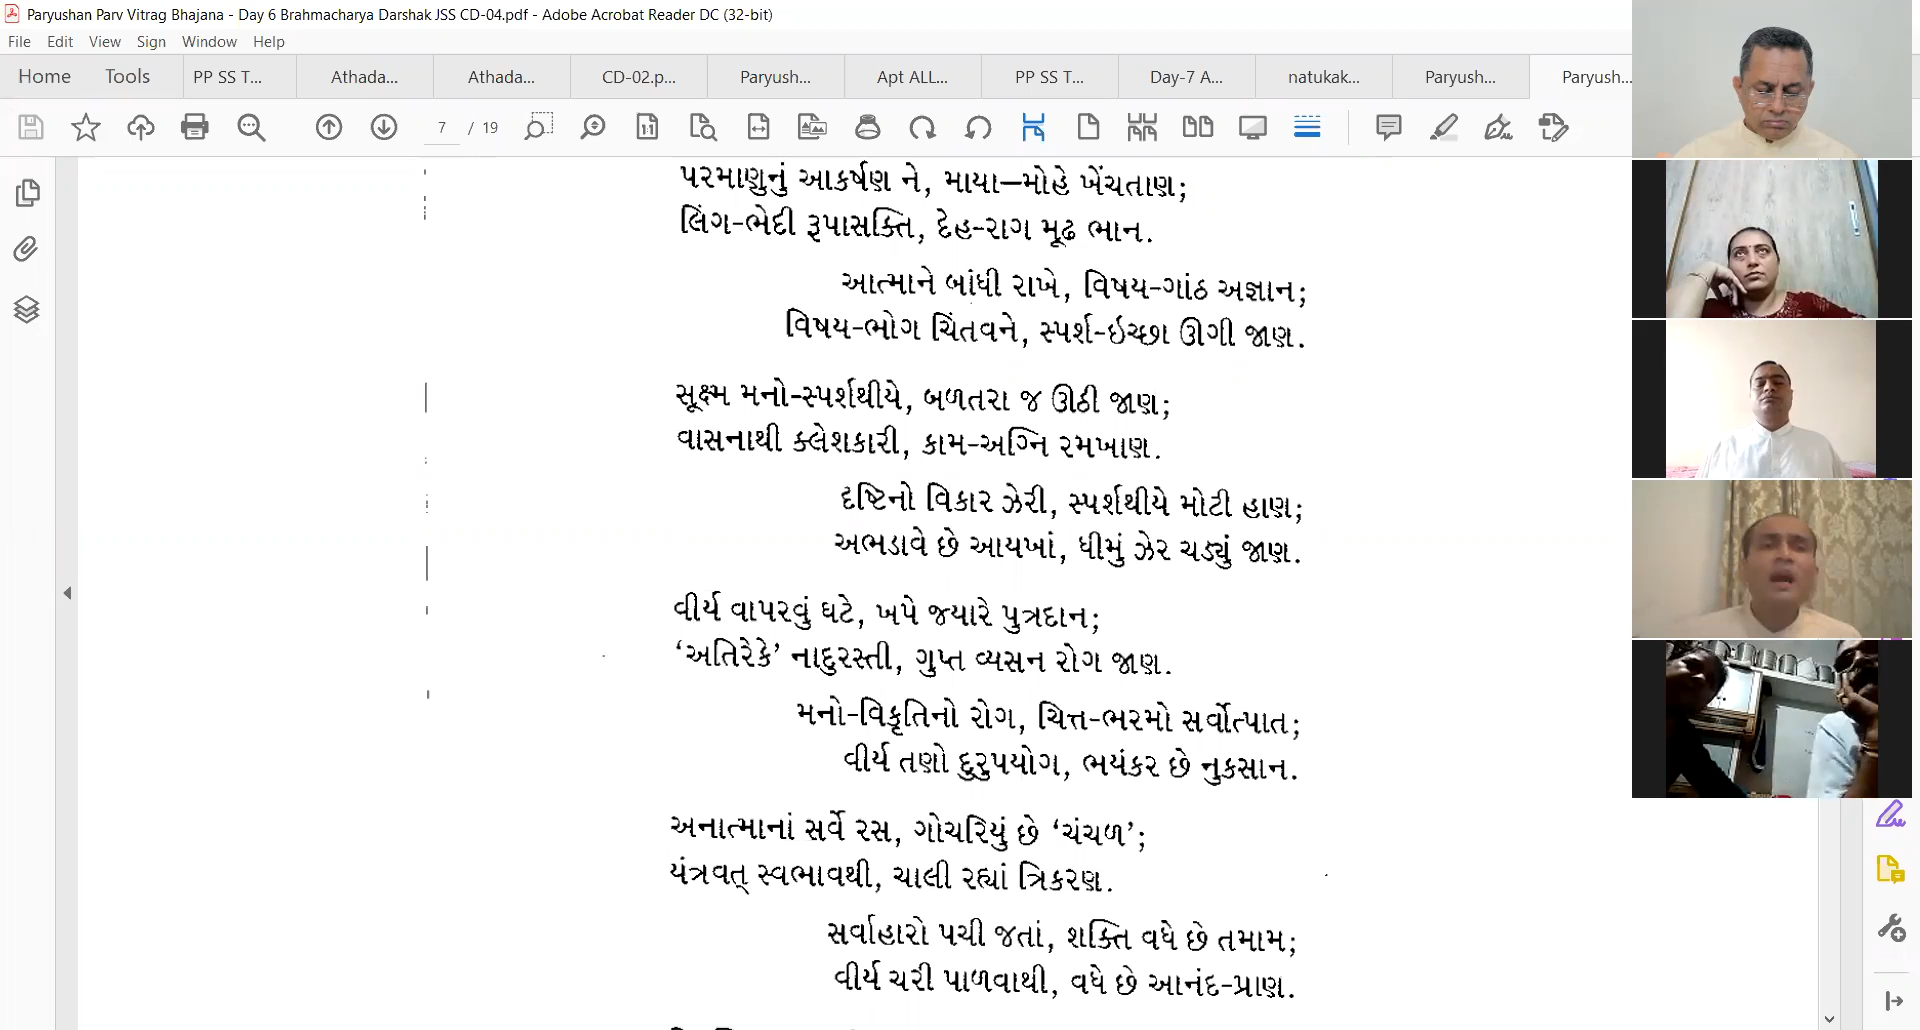 Paryushan Parv Vitrag Bhajana - Day 6 Brahmacharya Darshak JSS CD-04.pdf - Adobe Acrobat Reader DC (32-bit)
File Edit View Sign Window Help
Home Tools PP SS T... Athada... Athada... CD-02.p... Paryush... Apt ALL... PP SS T... Day-7 A... natukak... Paryush... Paryush...
7 / 19
પરમાણુનું આકર્ષણ ને, માયા–મોહે ખેંચતાણ;
લિંગ-ભેદી રૂપાસક્તિ, દેહ-રાગ મૂઢ ભાન.
આત્માને બાંધી રાખે, વિષય-ગાંઠ અજ્ઞાન;
વિષય-ભોગ ચિંતવને, સ્પર્શ-ઇચ્છા ઊગી જાણ.
સૂક્ષ્મ મનો-સ્પર્શથીયે, બળતરા જ ઊઠી જાણ;
વાસનાથી ક્લેશકારી, કામ-અગ્નિ રમખાણ.
દૃષ્ટિનો વિકાર ઝેરી, સ્પર્શથીયે મોટી હાણ;
અભડાવે છે આયખાં, ધીમું ઝેર ચડ્યું જાણ.
વીર્ય વાપરવું ઘટે, ખપે જ્યારે પુત્રદાન;
‘અતિરેકે’ નાદુરસ્તી, ગુપ્ત વ્યસન રોગ જાણ.
મનો-વિકૃતિનો રોગ, ચિત્ત-ભરમો સર્વોત્પાત;
વીર્ય તણો દુરુપયોગ, ભયંકર છે નુકસાન.
અનાત્માનાં સર્વે રસ, ગોચરિયું છે ‘ચંચળ’;
યંત્રવત્ સ્વભાવથી, ચાલી રહ્યાં ત્રિકરણ.
સર્વાહારો પચી જતાં, શક્તિ વધે છે તમામ;
વીર્ય ચરી પાળવાથી, વધે છે આનંદ-પ્રાણ.